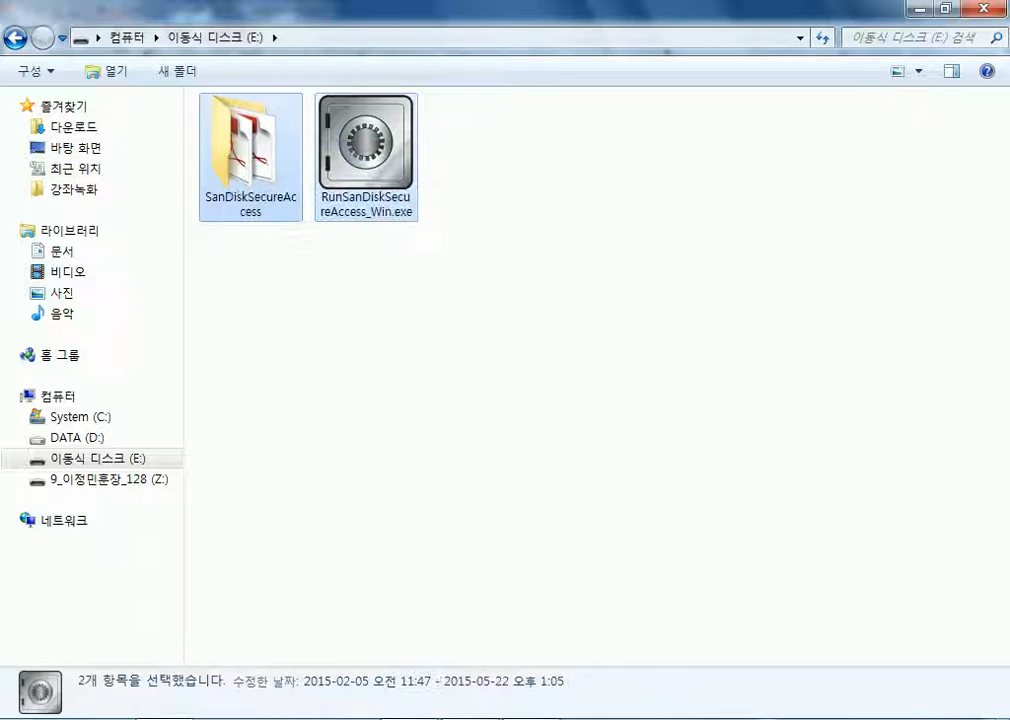 컴퓨터 이동식 디스크 (E:)
이동식 디스크 (E:) 검색
구성 열기 새 폴더
즐겨찾기
다운로드
바탕 화면
최근 위치
강좌녹화
라이브러리
문서
비디오
사진
음악
홈 그룹
컴퓨터
System (C:)
DATA (D:)
이동식 디스크 (E:)
9_이정민훈장_128 (Z:)
네트워크
SanDiskSecureAc
cess
RunSanDiskSecu
reAccess_Win.exe
2개 항목을 선택했습니다. 수정한 날짜: 2015-02-05 오전 11:47 - 2015-05-22 오후 1:05